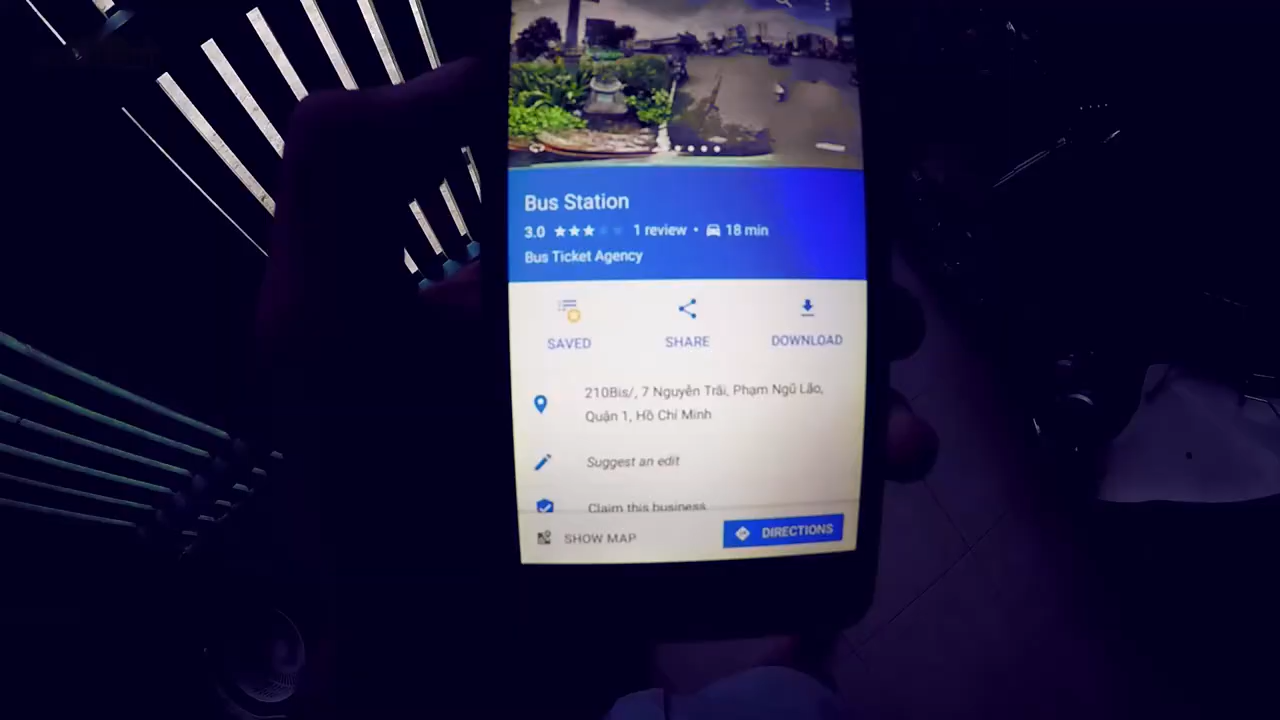 Bus Station
3.0 1 review • 18 min
Bus Ticket Agency
SAVED SHARE DOWNLOAD
210Bis/, 7 Nguyễn Trãi, Phạm Ngũ Lão,
Quận 1, Hồ Chí Minh
Suggest an edit
Claim this business
SHOW MAP DIRECTIONS